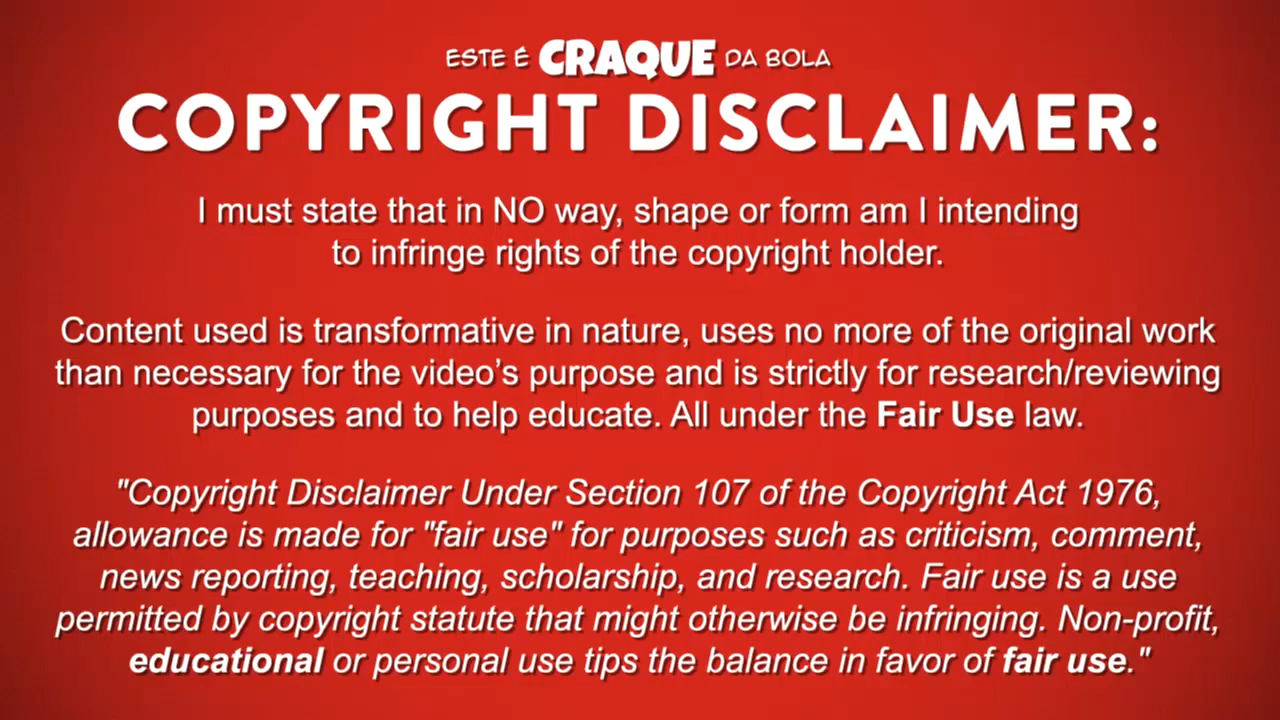 ESTE É CRAQUE DA BOLA
COPYRIGHT DISCLAIMER:
I must state that in NO way, shape or form am I intending
to infringe rights of the copyright holder.
Content used is transformative in nature, uses no more of the original work
than necessary for the video’s purpose and is strictly for research/reviewing
purposes and to help educate. All under the Fair Use law.
"Copyright Disclaimer Under Section 107 of the Copyright Act 1976,
allowance is made for "fair use" for purposes such as criticism, comment,
news reporting, teaching, scholarship, and research. Fair use is a use
permitted by copyright statute that might otherwise be infringing. Non-profit,
educational or personal use tips the balance in favor of fair use."